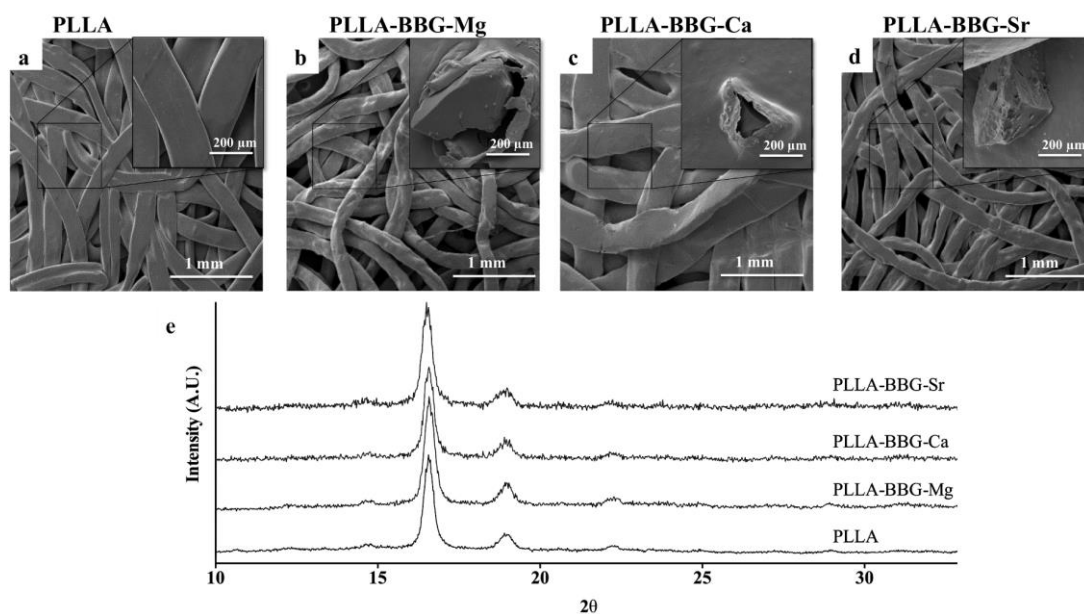 PLLA PLLA-BBG-Mg PLLA-BBG-Ca PLLA-BBG-Sr
a b c d
200 µm 200 µm 200 µm 200 µm
1 mm 1 mm 1 mm 1 mm
e
Intensity (A.U.)
PLLA-BBG-Sr
PLLA-BBG-Ca
PLLA-BBG-Mg
PLLA
10 15 20 25 30
2θ